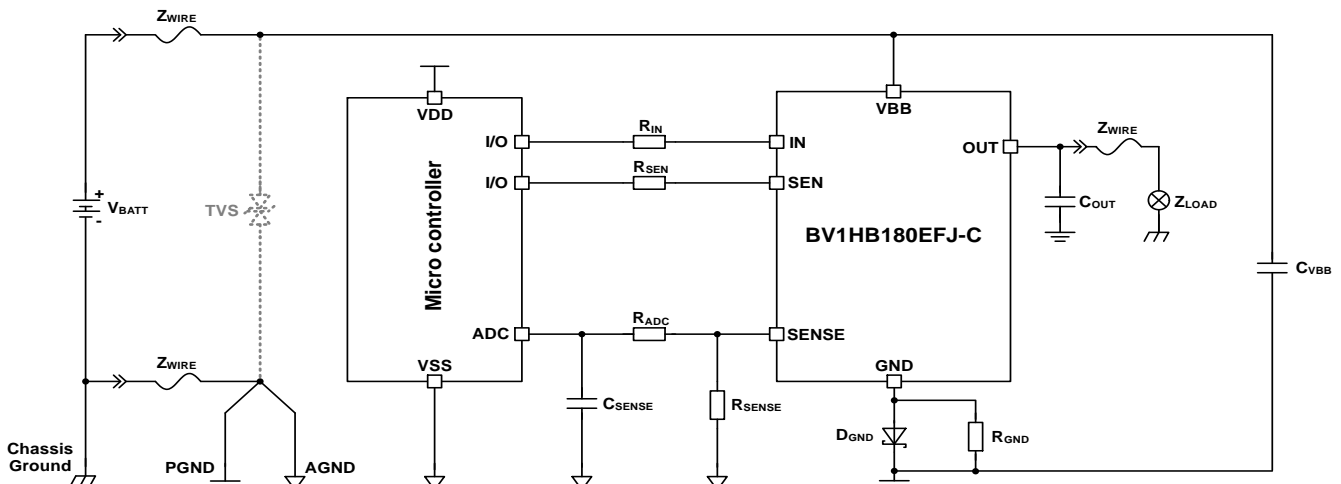 ZWIRE
VDD
VBB
I/O
RIN
IN
OUT
ZWIRE
I/O
RSEN
SEN
+
VBATT
-
TVS
Micro controller
BV1HB180EFJ-C
COUT
ZLOAD
CVBB
ADC
RADC
SENSE
ZWIRE
VSS
GND
CSENSE
RSENSE
DGND
RGND
Chassis
Ground
PGND
AGND